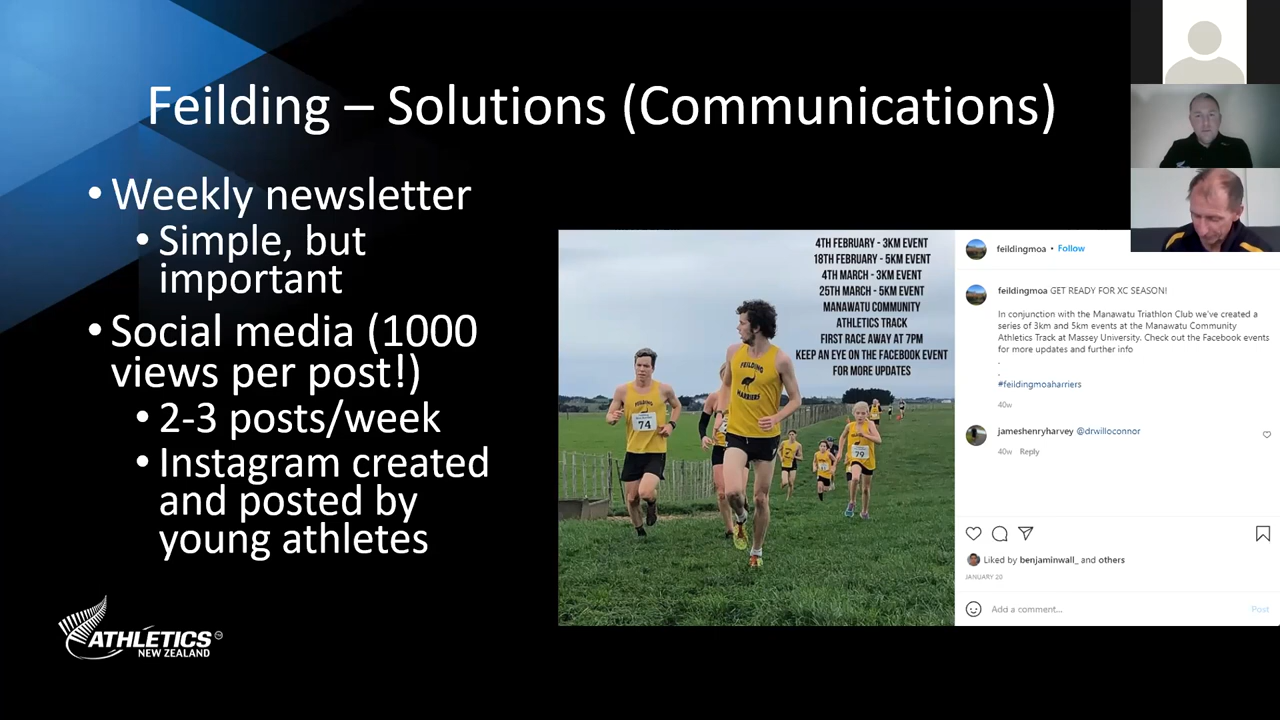 Feilding – Solutions (Communications)
• Weekly newsletter
• Simple, but
important
• Social media (1000
views per post!)
• 2-3 posts/week
• Instagram created
and posted by
young athletes
ATHLETICS
NEW ZEALAND
4TH FEBRUARY - 3KM EVENT
18TH FEBRUARY - 5KM EVENT
4TH MARCH - 3KM EVENT
25TH MARCH - 5KM EVENT
MANAWATU COMMUNITY
ATHLETICS TRACK
FIRST RACE AWAY AT 7PM
KEEP AN EYE ON THE FACEBOOK EVENT
FOR MORE UPDATES
FEILDING
HARRIERS
74
79
feildingmoa • Follow
feildingmoa GET READY FOR XC SEASON!
In conjunction with the Manawatu Triathlon Club we've created a
series of 3km and 5km events at the Manawatu Community
Athletics Track at Massey University. Check out the Facebook events
for more updates and further info
.
.
#feildingmoaharriers
40w
jameshenryharvey @drwilloconnor
40w Reply
Liked by benjaminwall_ and others
JANUARY 20
Add a comment...
Post